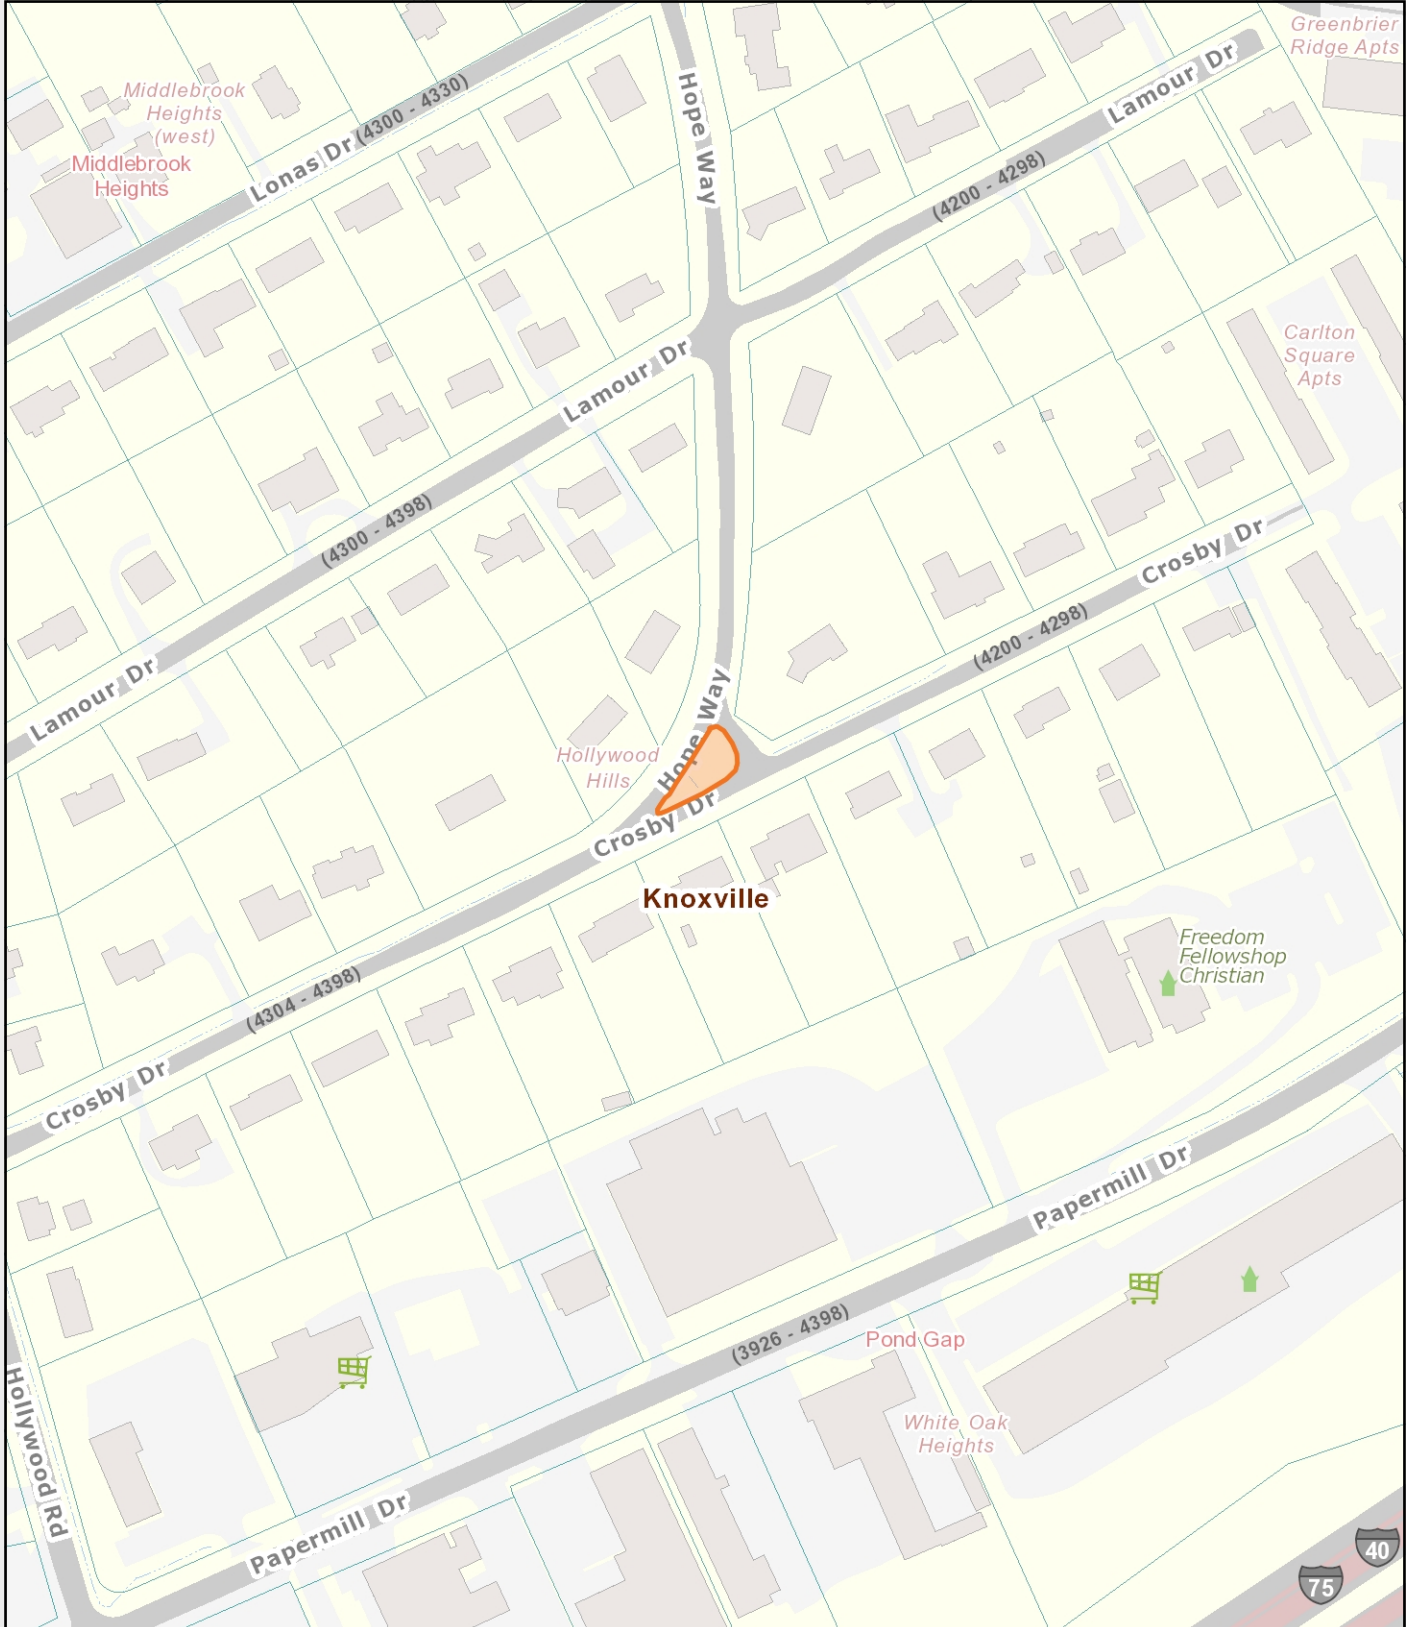 Greenbrier
Ridge Apts
Lamour Dr
Hope Way
(4300 - 4330)
Lonas Dr
Middlebrook
Heights
(west)
Middlebrook
Heights
(4200 - 4298)
Carlton
Square
Apts
Lamour Dr
(4300 - 4398)
Crosby Dr
(4200 - 4298)
Lamour Dr
Hope Way
Hollywood
Hills
Crosby Dr
Knoxville
Freedom
Fellowshop
Christian
(4304 - 4398)
Crosby Dr
Papermill Dr
(3926 - 4398)
Pond Gap
White Oak
Heights
Hollywood Rd
Papermill Dr
40
75